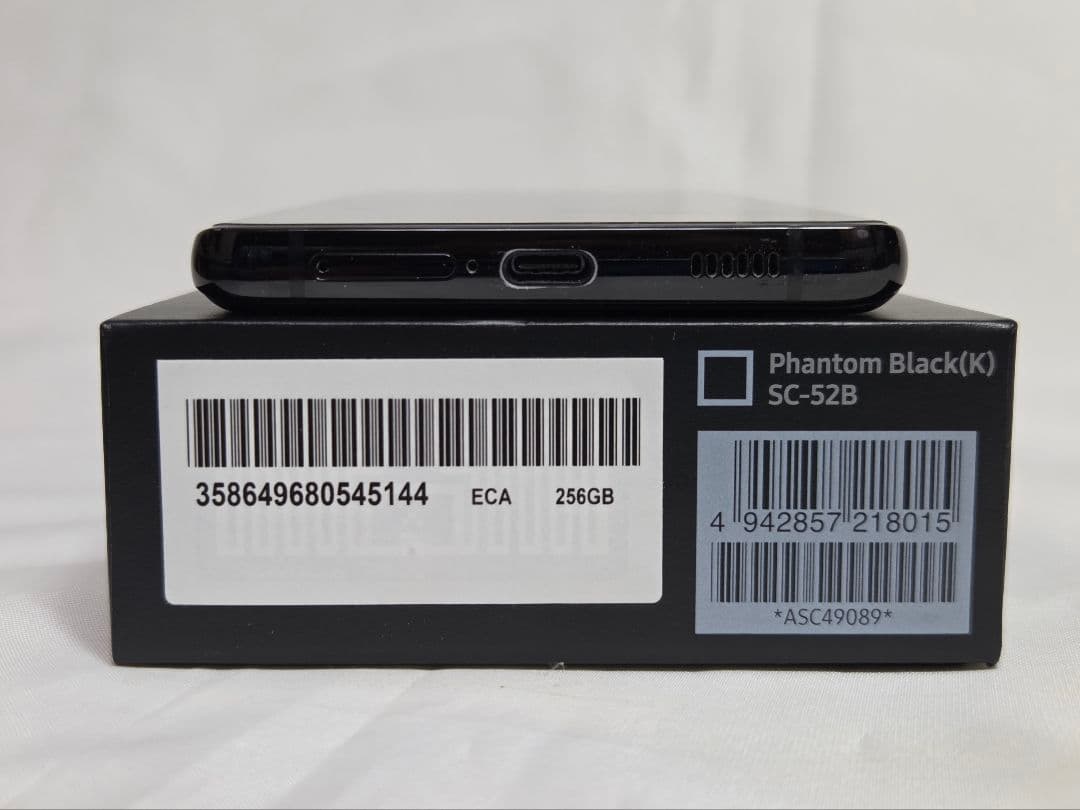 358649680545144 ECA 256GB
Phantom Black(K)
SC-52B
4 942857 218015
*ASC49089*